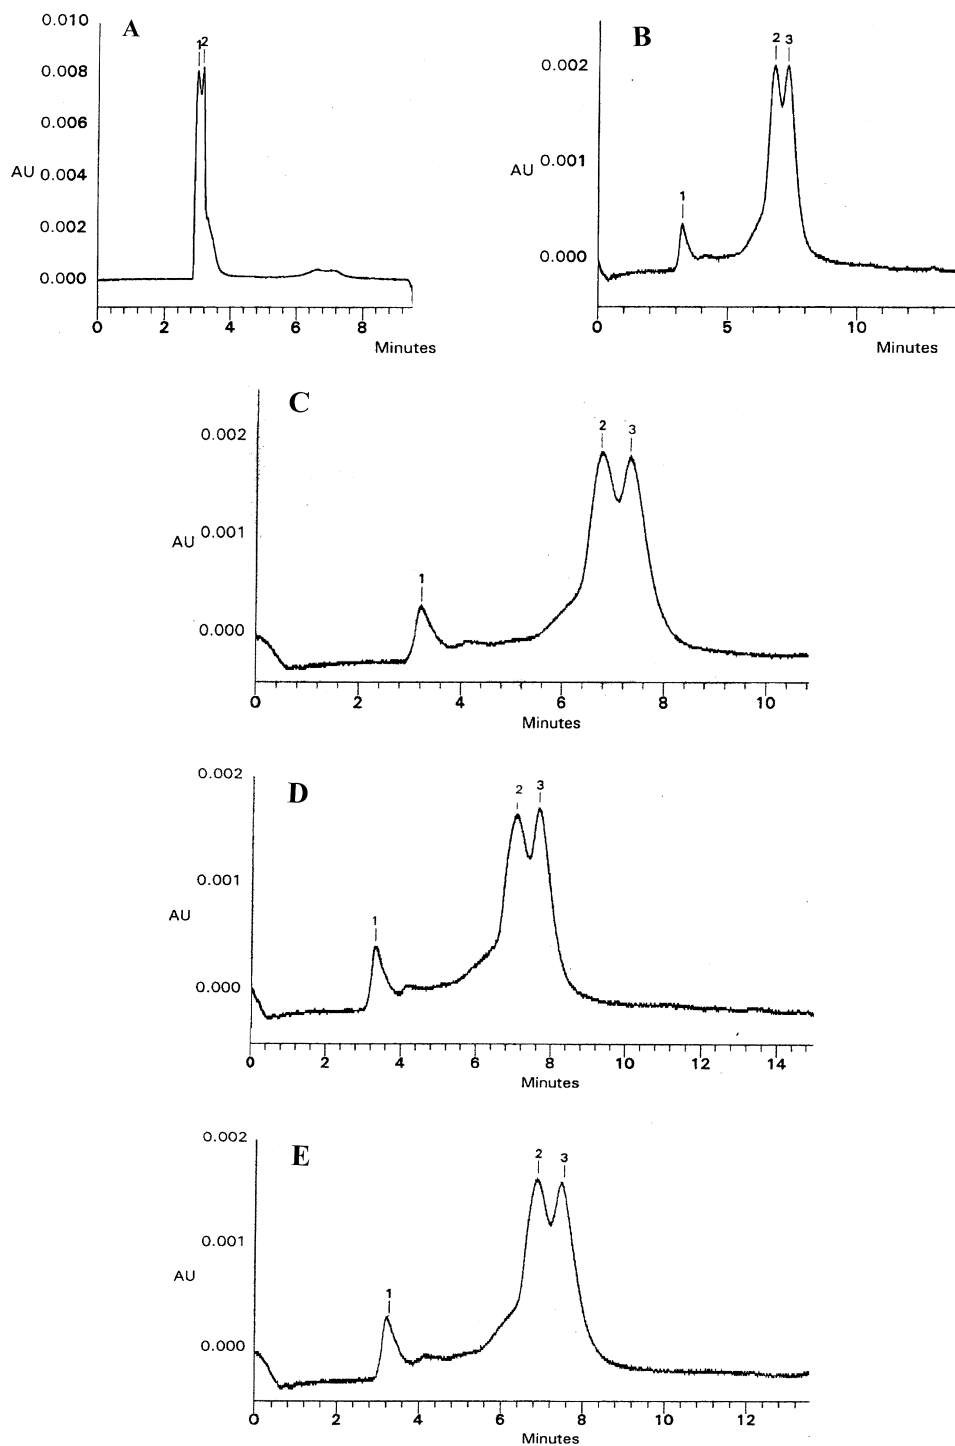 A
0.010
1 2
0.008
0.006
AU 0.004
0.002
0.000
0 2 4 6 8
Minutes
B
2 3
0.002
AU 0.001
1
0.000
0 5 10
Minutes
C
2 3
0.002
AU 0.001
1
0.000
0 2 4 6 8 10
Minutes
0.002
D
2 3
0.001
AU
1
0.000
0 2 4 6 8 10 12 14
Minutes
0.002
E
2 3
0.001
AU
1
0.000
0 2 4 6 8 10 12
Minutes